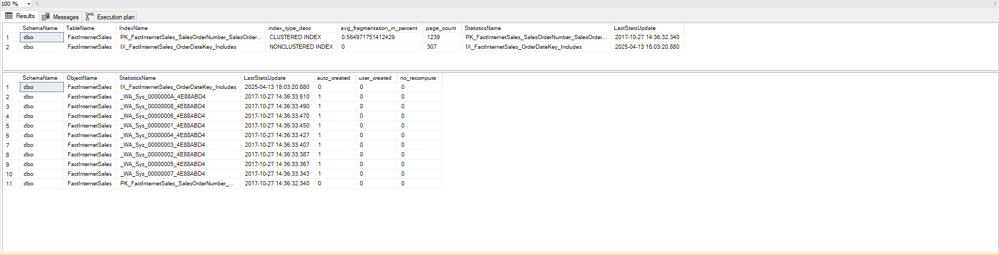 100 %
Results Messages Execution plan
SchemaName TableName IndexName index_type_desc avg_fragmentation_in_percent page_count StatisticsName LastStatsUpdate
1 dbo FactInternetSales PK_FactInternetSales_SalesOrderNumber_SalesOrder... CLUSTERED INDEX 0.564971751412429 1239 PK_FactInternetSales_SalesOrderNumber_SalesOrder... 2017-10-27 14:36:32.340
2 dbo FactInternetSales IX_FactInternetSales_OrderDateKey_Includes NONCLUSTERED INDEX 0 307 IX_FactInternetSales_OrderDateKey_Includes 2025-04-13 18:03:20.880
SchemaName ObjectName StatisticsName LastStatsUpdate auto_created user_created no_recompute
1 dbo FactInternetSales IX_FactInternetSales_OrderDateKey_Includes 2025-04-13 18:03:20.880 0 0 0
2 dbo FactInternetSales _WA_Sys_0000000A_4E88ABD4 2017-10-27 14:36:33.610 1 0 0
3 dbo FactInternetSales _WA_Sys_00000008_4E88ABD4 2017-10-27 14:36:33.490 1 0 0
4 dbo FactInternetSales _WA_Sys_00000006_4E88ABD4 2017-10-27 14:36:33.470 1 0 0
5 dbo FactInternetSales _WA_Sys_00000001_4E88ABD4 2017-10-27 14:36:33.450 1 0 0
6 dbo FactInternetSales _WA_Sys_00000004_4E88ABD4 2017-10-27 14:36:33.427 1 0 0
7 dbo FactInternetSales _WA_Sys_00000003_4E88ABD4 2017-10-27 14:36:33.407 1 0 0
8 dbo FactInternetSales _WA_Sys_00000002_4E88ABD4 2017-10-27 14:36:33.387 1 0 0
9 dbo FactInternetSales _WA_Sys_00000005_4E88ABD4 2017-10-27 14:36:33.367 1 0 0
10 dbo FactInternetSales _WA_Sys_00000007_4E88ABD4 2017-10-27 14:36:33.343 1 0 0
11 dbo FactInternetSales PK_FactInternetSales_SalesOrderNumber_... 2017-10-27 14:36:32.340 0 0 0